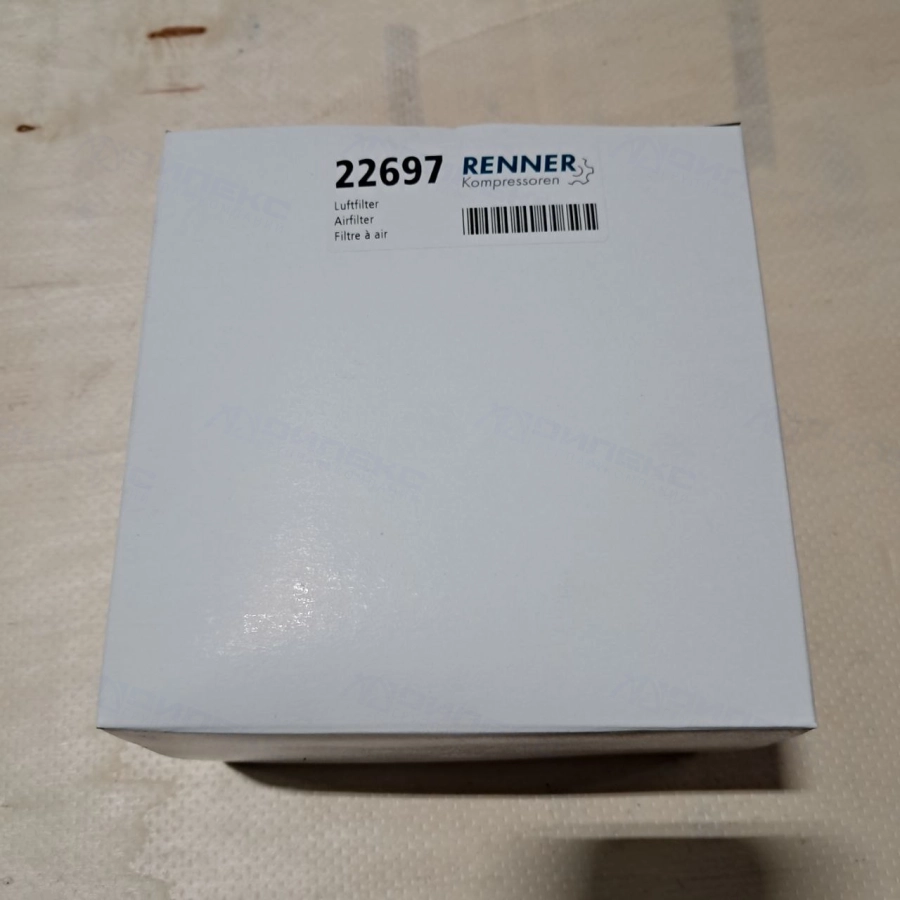 22697
RENNER
Kompressoren
Luftfilter
Airfilter
Filtre à air